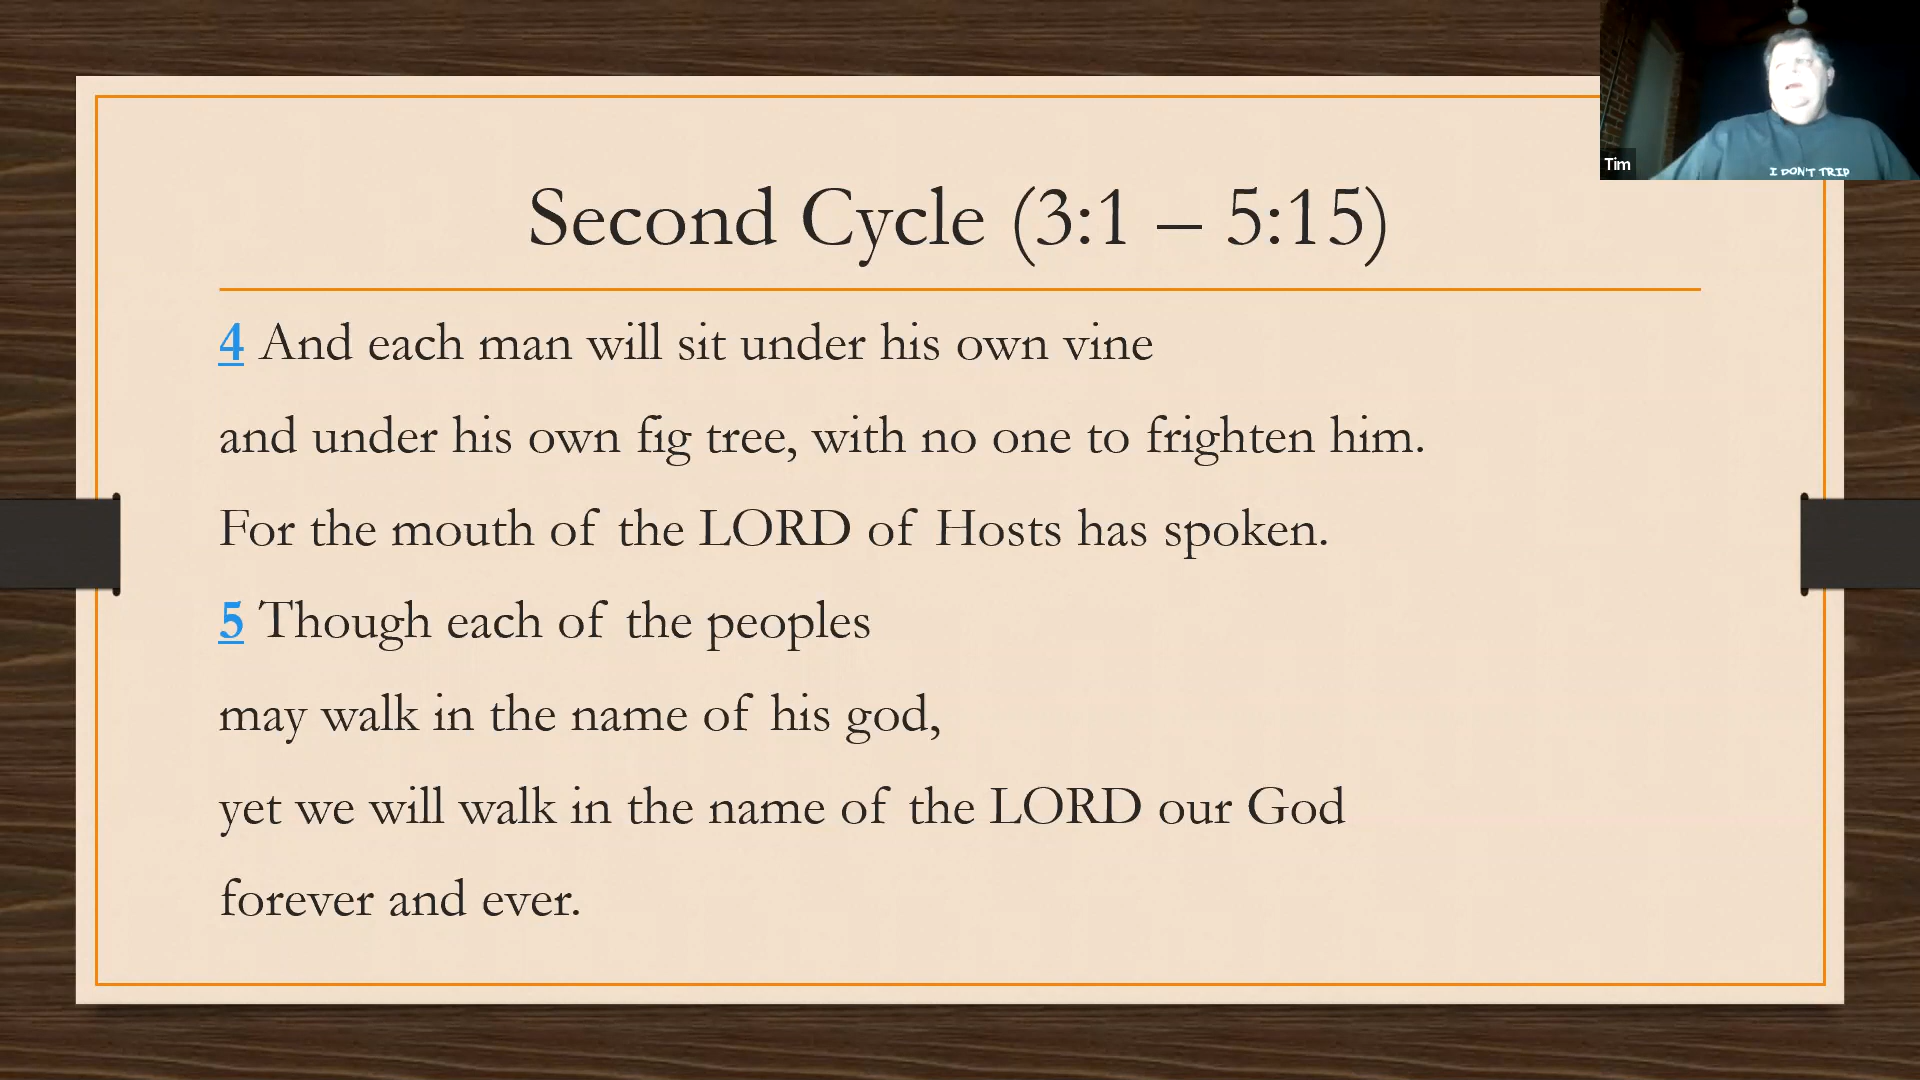 Tim
I DON'T TRIP
Second Cycle (3:1 – 5:15)
4 And each man will sit under his own vine
and under his own fig tree, with no one to frighten him.
For the mouth of the LORD of Hosts has spoken.
5 Though each of the peoples
may walk in the name of his god,
yet we will walk in the name of the LORD our God
forever and ever.